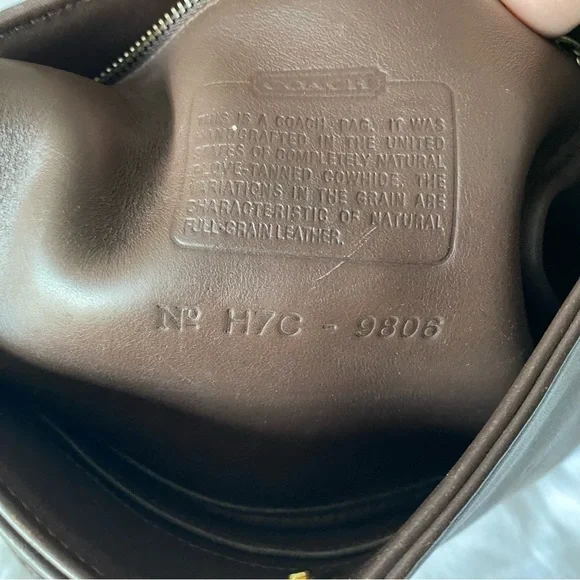 COACH
THIS IS A COACH BAG. IT WAS
HANDCRAFTED IN THE UNITED
STATES OF COMPLETELY NATURAL
GLOVE-TANNED COWHIDE. THE
VARIATIONS IN THE GRAIN ARE
CHARACTERISTIC OF NATURAL
FULL-GRAIN LEATHER.
Nº H7C - 9806